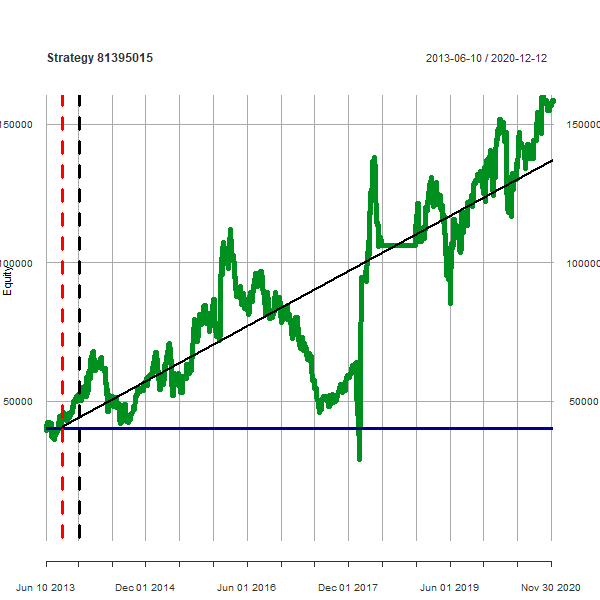 Strategy 81395015
2013-06-10 / 2020-12-12
150000 150000
100000 100000
50000 50000
Equity
Jun 10 2013 Dec 01 2014 Jun 01 2016 Dec 01 2017 Jun 01 2019 Nov 30 2020